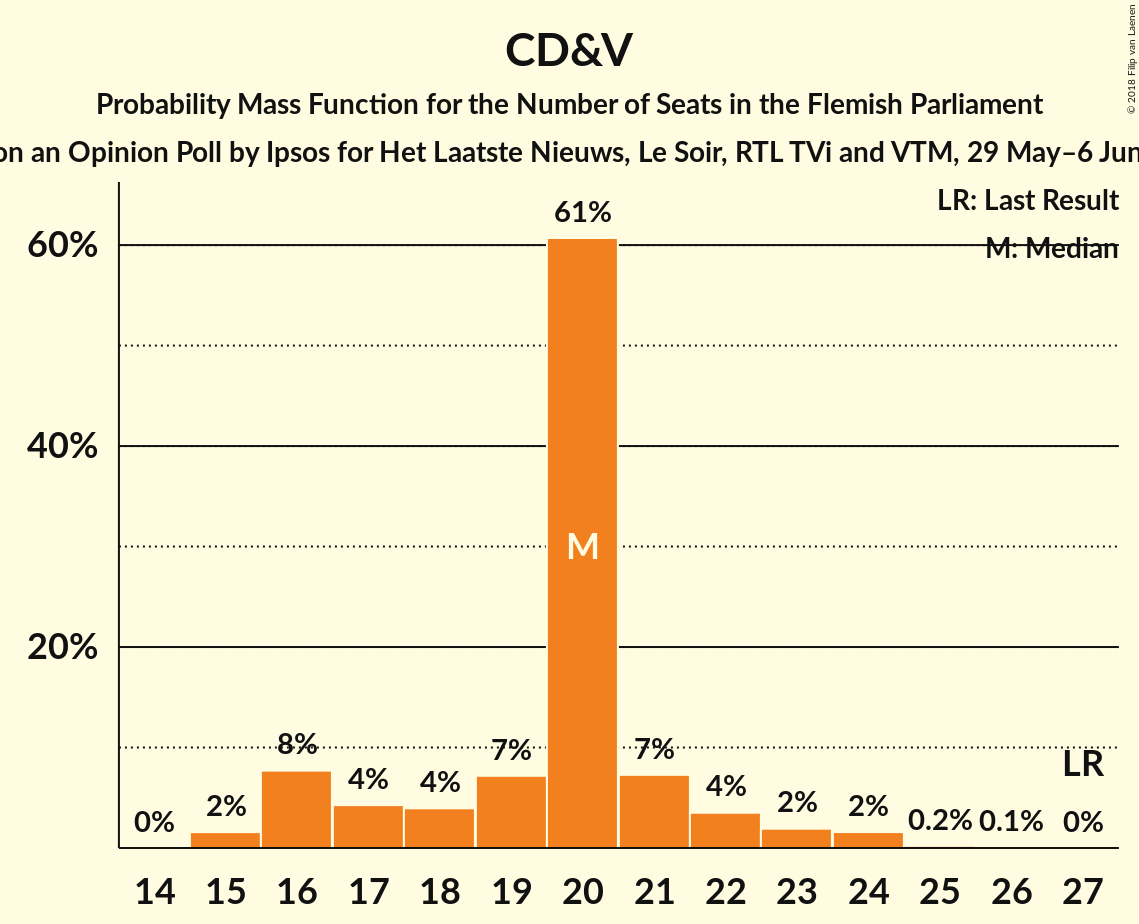 CD&V
Probability Mass Function for the Number of Seats in the Flemish Parliament
on an Opinion Poll by Ipsos for Het Laatste Nieuws, Le Soir, RTL TVi and VTM, 29 May–6 Jun
© 2018 Filip van Laenen
LR: Last Result
M: Median
60%
40%
20%
0% 2% 8% 4% 4% 7% 61% 7% 4% 2% 2% 0.2% 0.1% 0%
M
LR
14 15 16 17 18 19 20 21 22 23 24 25 26 27